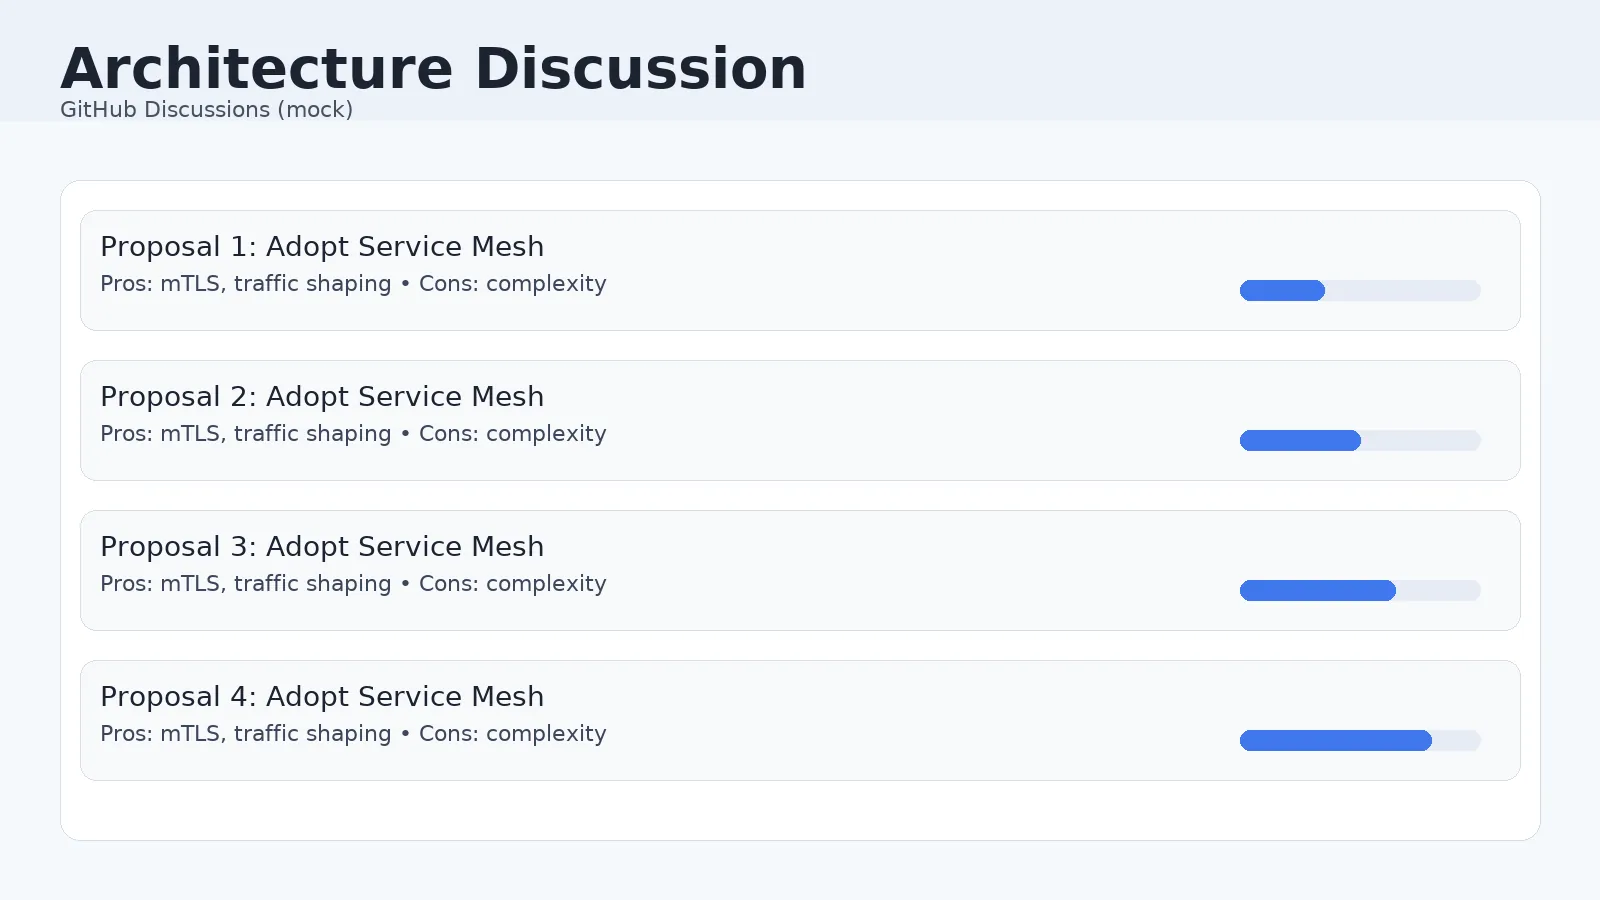 Architecture Discussion
GitHub Discussions (mock)
Proposal 1: Adopt Service Mesh
Pros: mTLS, traffic shaping • Cons: complexity
Proposal 2: Adopt Service Mesh
Pros: mTLS, traffic shaping • Cons: complexity
Proposal 3: Adopt Service Mesh
Pros: mTLS, traffic shaping • Cons: complexity
Proposal 4: Adopt Service Mesh
Pros: mTLS, traffic shaping • Cons: complexity